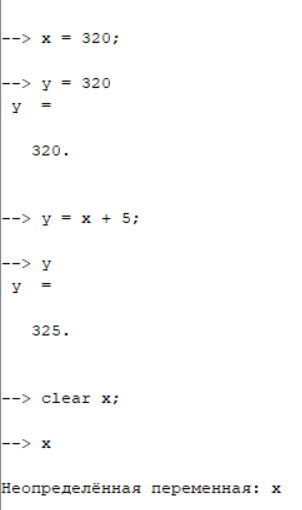 --> x = 320;
--> y = 320
y =
320.
--> y = x + 5;
--> y
y =
325.
--> clear x;
--> x
Неопределённая переменная: x